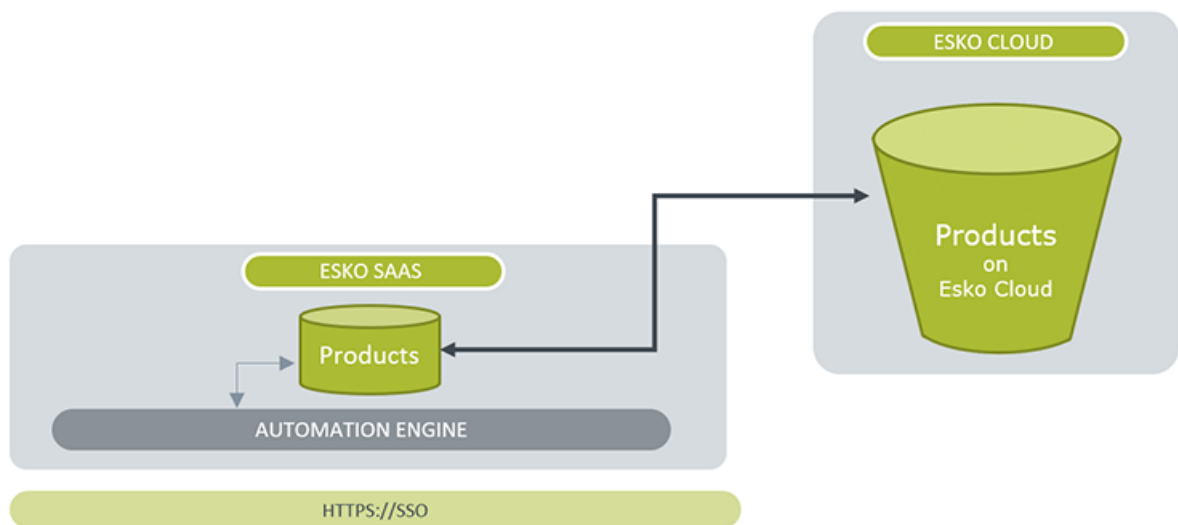 ESKO CLOUD
Products
on
Esko Cloud
ESKO SAAS
Products
AUTOMATION ENGINE
HTTPS://SSO